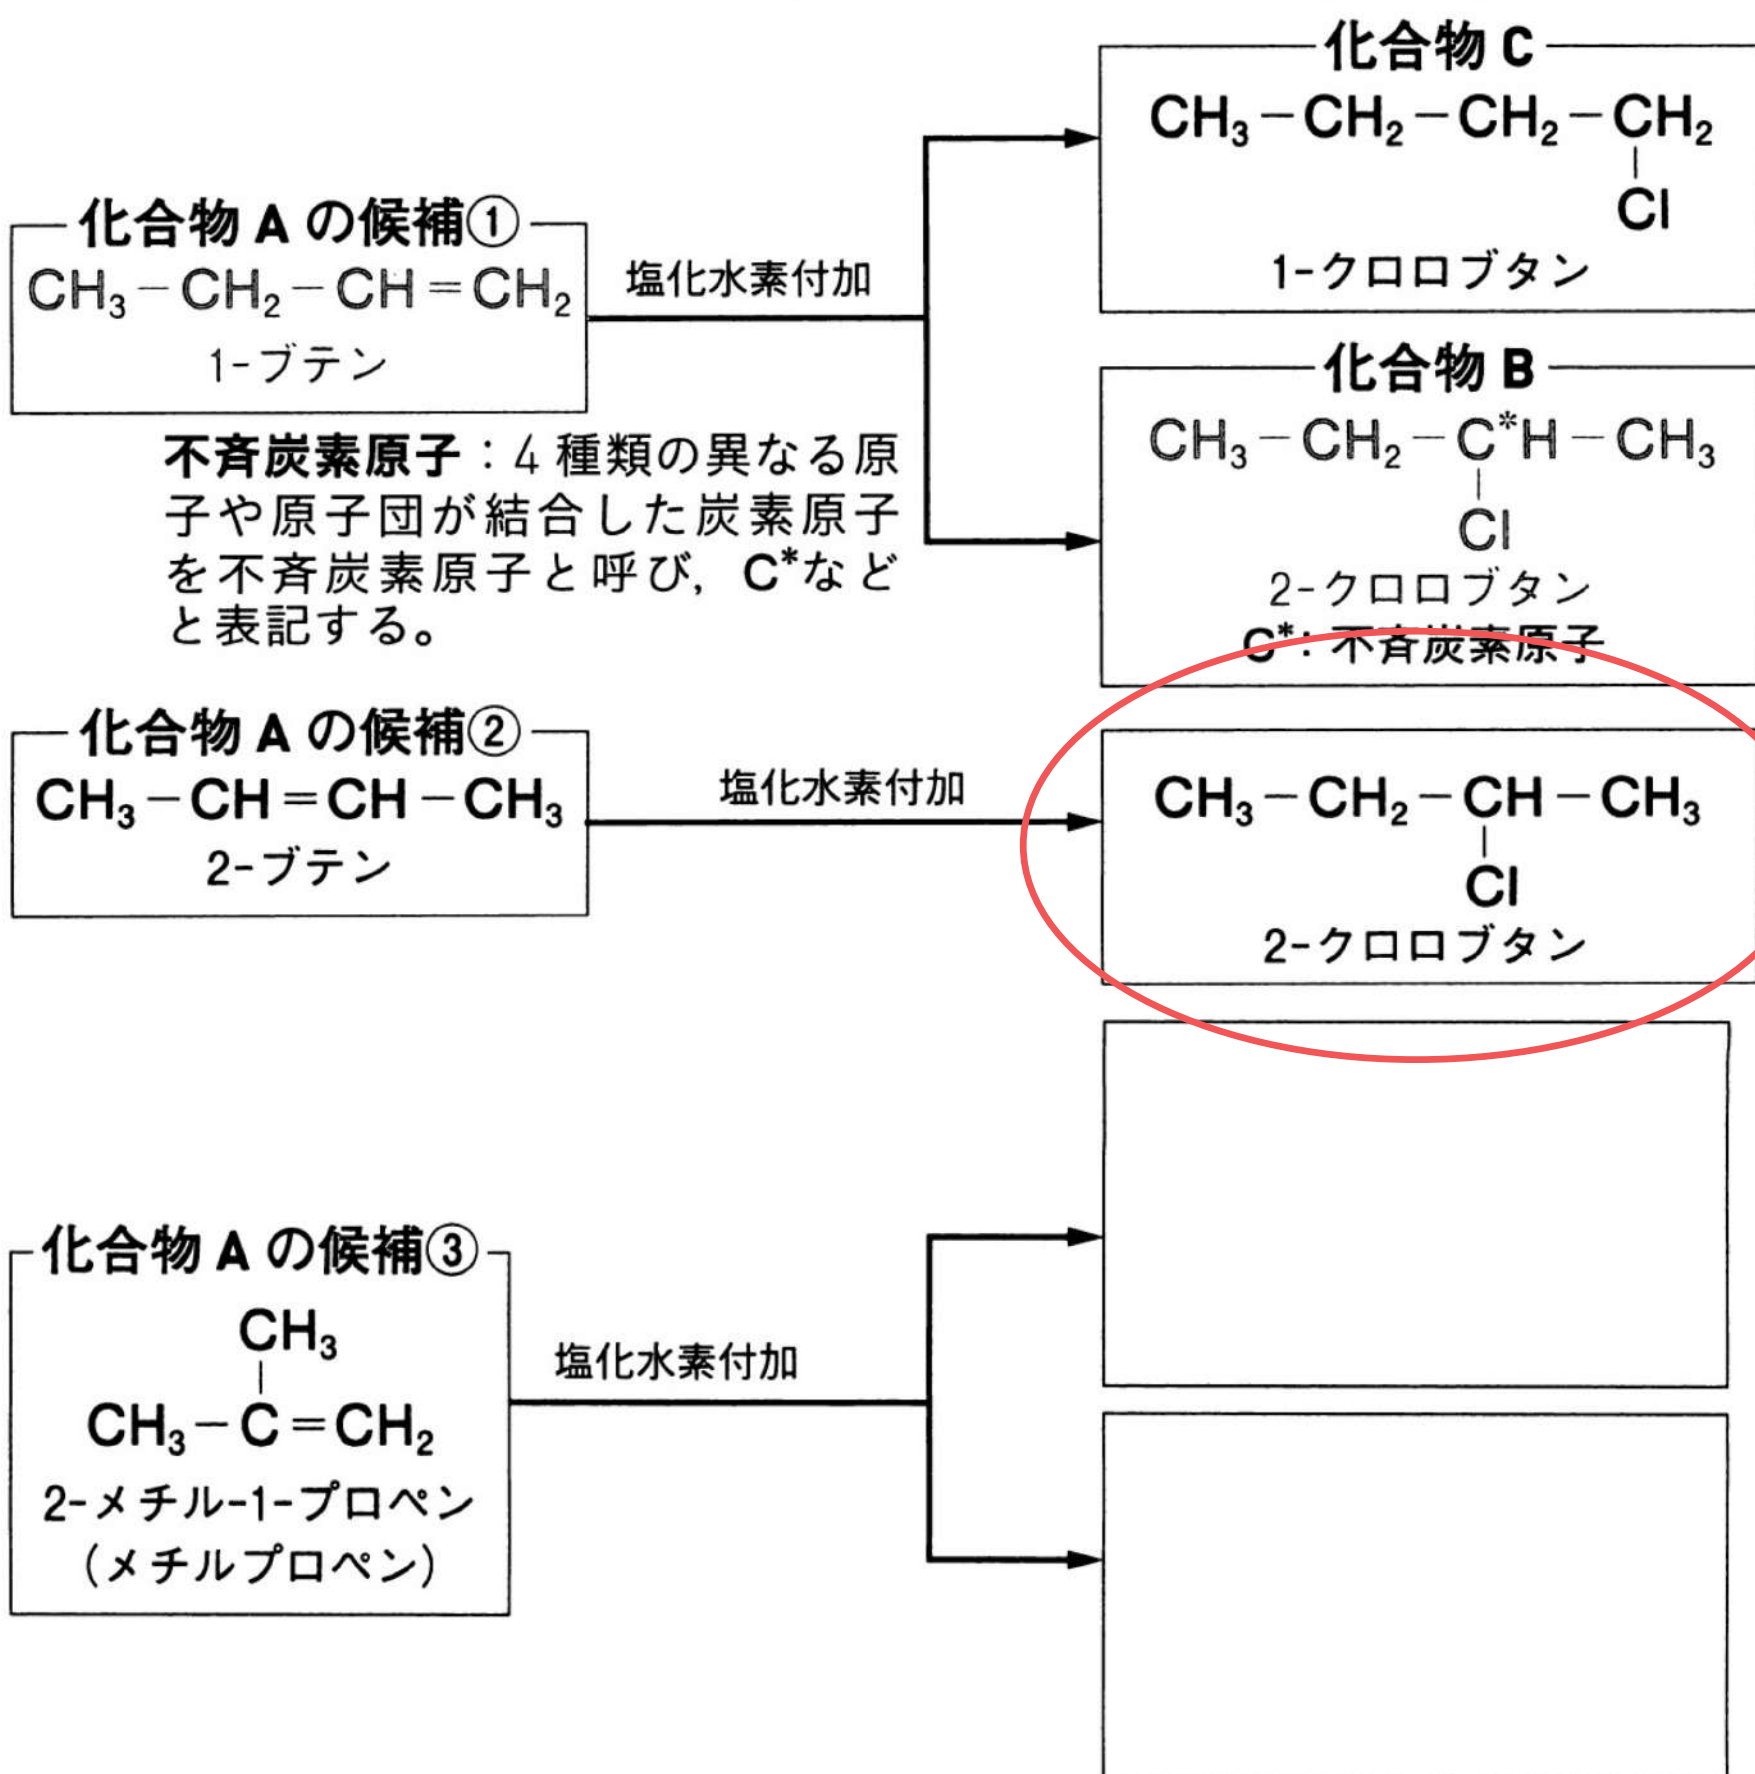 化合物 C
CH₃－CH₂－CH₂－CH₂
Cl
1-クロロブタン
化合物 A の候補①
CH₃－CH₂－CH＝CH₂
1-ブテン
塩化水素付加
化合物 B
CH₃－CH₂－C*H－CH₃
Cl
2-クロロブタン
C*：不斉炭素原子
不斉炭素原子：4 種類の異なる原
子や原子団が結合した炭素原子
を不斉炭素原子と呼び，C*など
と表記する。
化合物 A の候補②
CH₃－CH＝CH－CH₃
2-ブテン
塩化水素付加
CH₃－CH₂－CH－CH₃
Cl
2-クロロブタン
化合物 A の候補③
CH₃
CH₃－C＝CH₂
2-メチル-1-プロペン
(メチルプロペン)
塩化水素付加